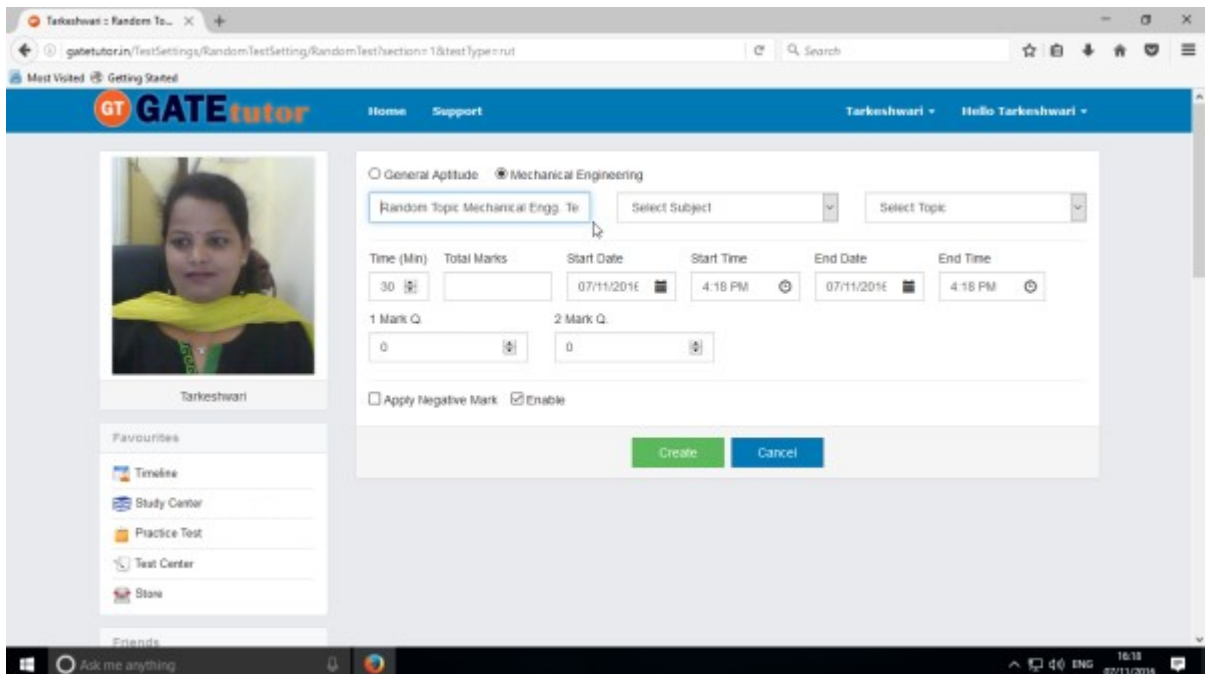 Tarkeshwari :: Random To...
gatetutor.in/TestSettings/RandomTestSetting/RandomTest?section=1&testType=rut
Search
Most Visited Getting Started
GT GATEtutor Home Support Tarkeshwari Hello Tarkeshwari
General Aptitude Mechanical Engineering
Random Topic Mechanical Engg. Te Select Subject Select Topic
Time (Min) Total Marks Start Date Start Time End Date End Time
30 07/11/2016 4:18 PM 07/11/2016 4:18 PM
1 Mark Q. 2 Mark Q.
0 0
Apply Negative Mark Enable
Create Cancel
Tarkeshwari
Favourites
Timeline
Study Center
Practice Test
Test Center
Store
Friends
Ask me anything
ENG
16:18
07/11/2016